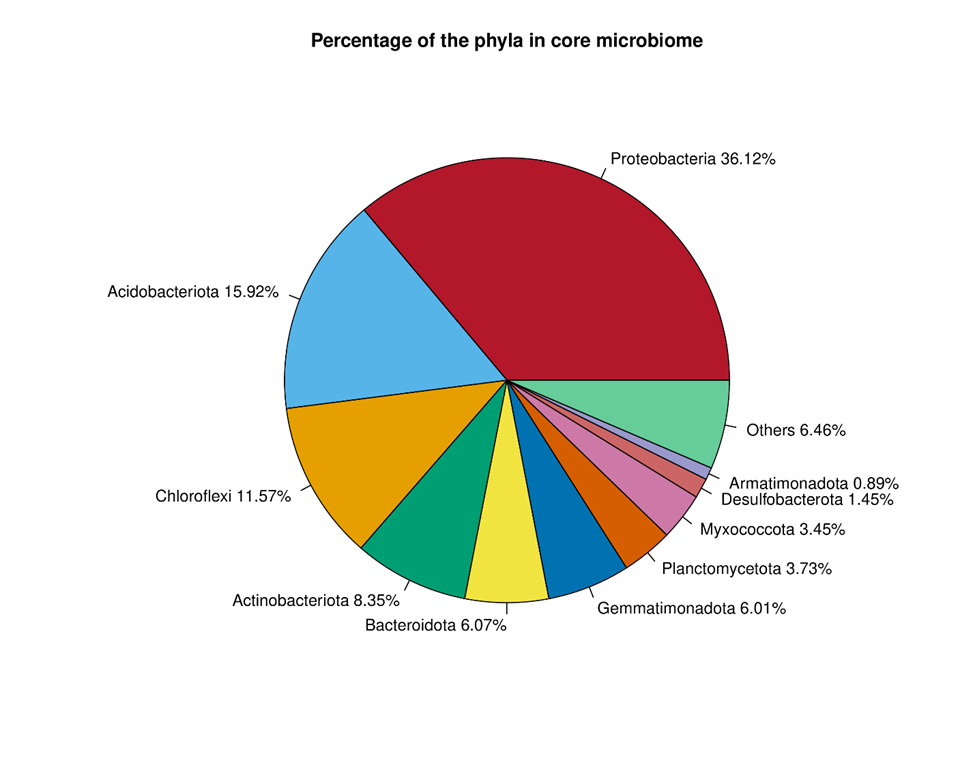 Percentage of the phyla in core microbiome
Proteobacteria 36.12%
Acidobacteriota 15.92%
Chloroflexi 11.57%
Actinobacteriota 8.35%
Bacteroidota 6.07%
Gemmatimonadota 6.01%
Planctomycetota 3.73%
Myxococcota 3.45%
Desulfobacterota 1.45%
Armatimonadota 0.89%
Others 6.46%